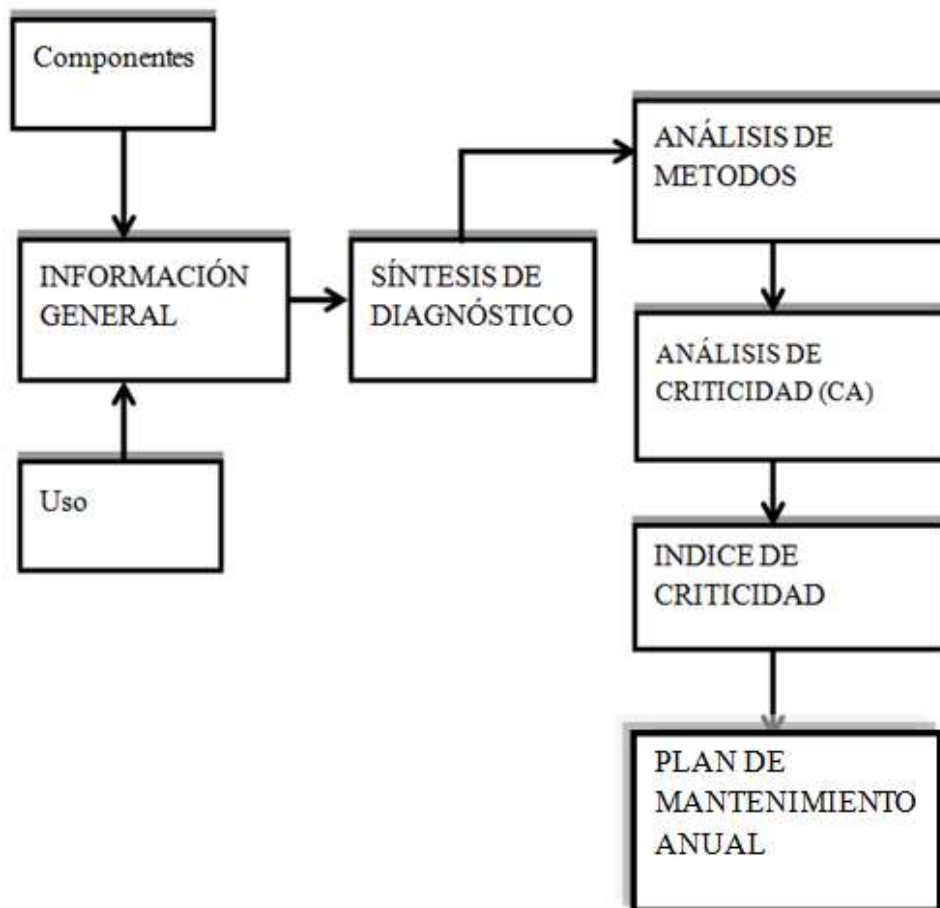 Componentes
INFORMACIÓN
GENERAL
Uso
SÍNTESIS DE
DIAGNÓSTICO
ANÁLISIS DE
METODOS
ANÁLISIS DE
CRITICIDAD (CA)
INDICE DE
CRITICIDAD
PLAN DE
MANTENIMIENTO
ANUAL